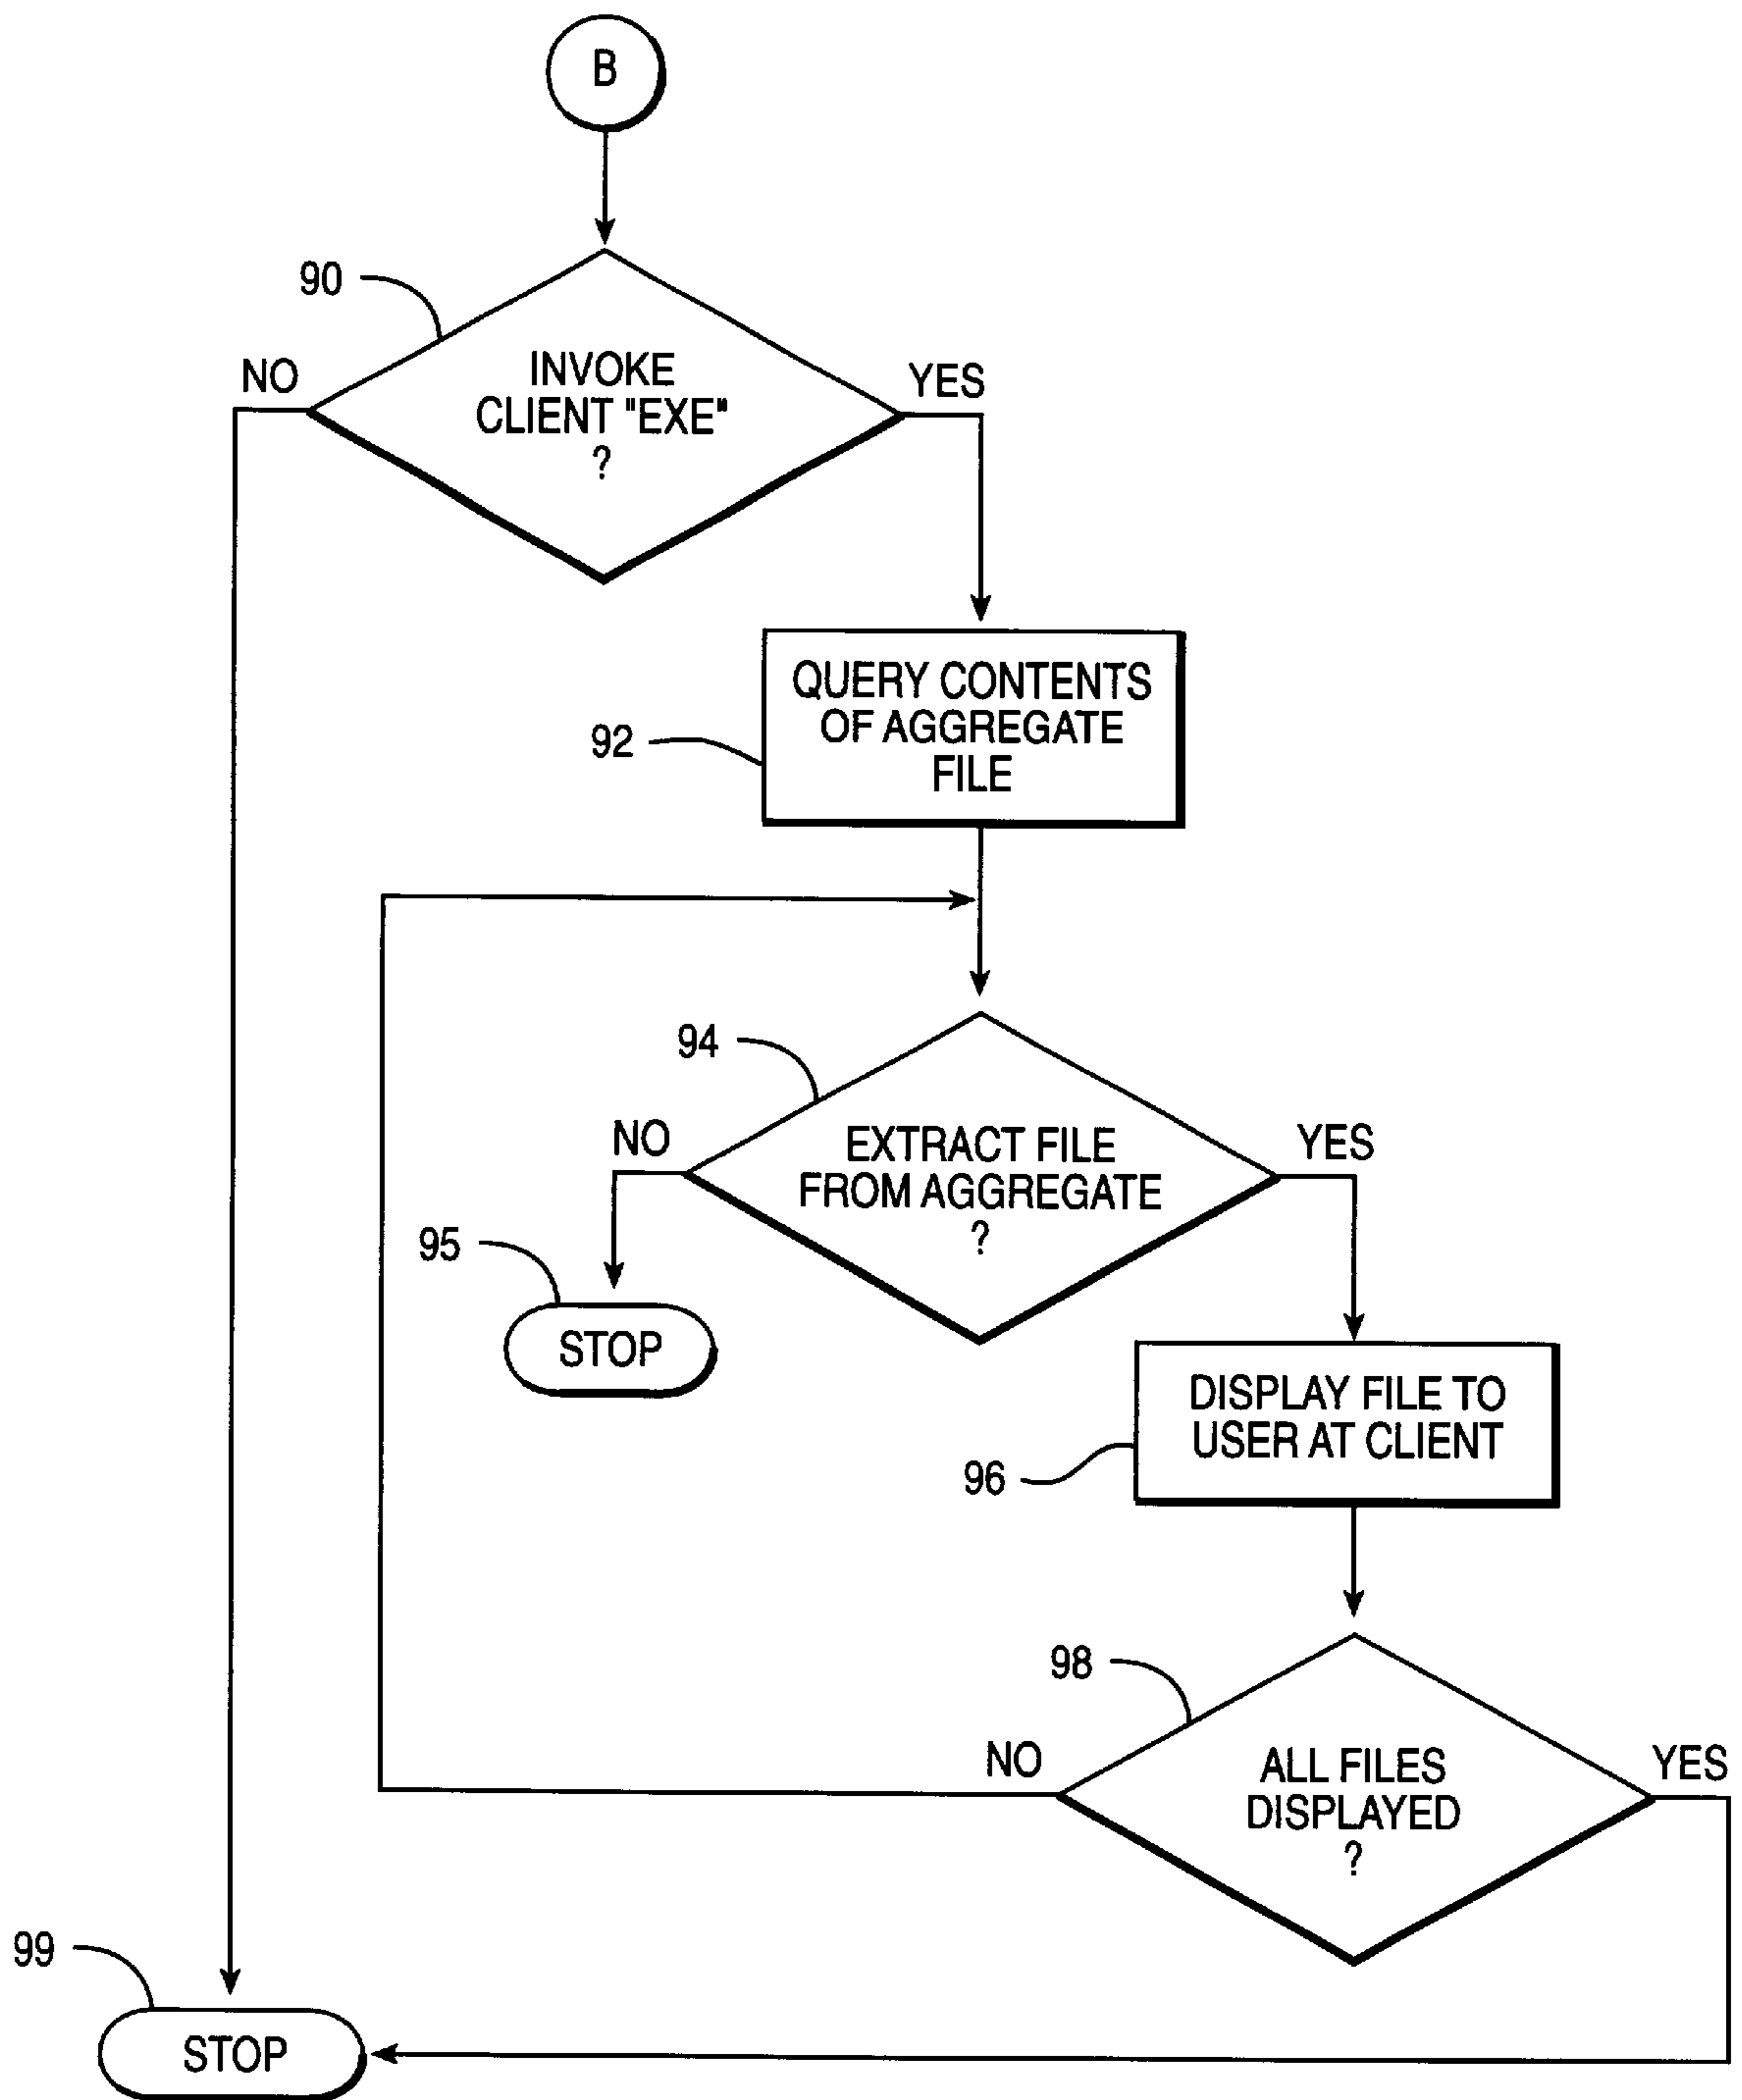 B
90
NO
YES
INVOKE
CLIENT "EXE"
?
QUERY CONTENTS
OF AGGREGATE
FILE
92
94
NO
YES
EXTRACT FILE
FROM AGGREGATE
?
95
STOP
DISPLAY FILE TO
USER AT CLIENT
96
98
NO
YES
ALL FILES
DISPLAYED
?
99
STOP